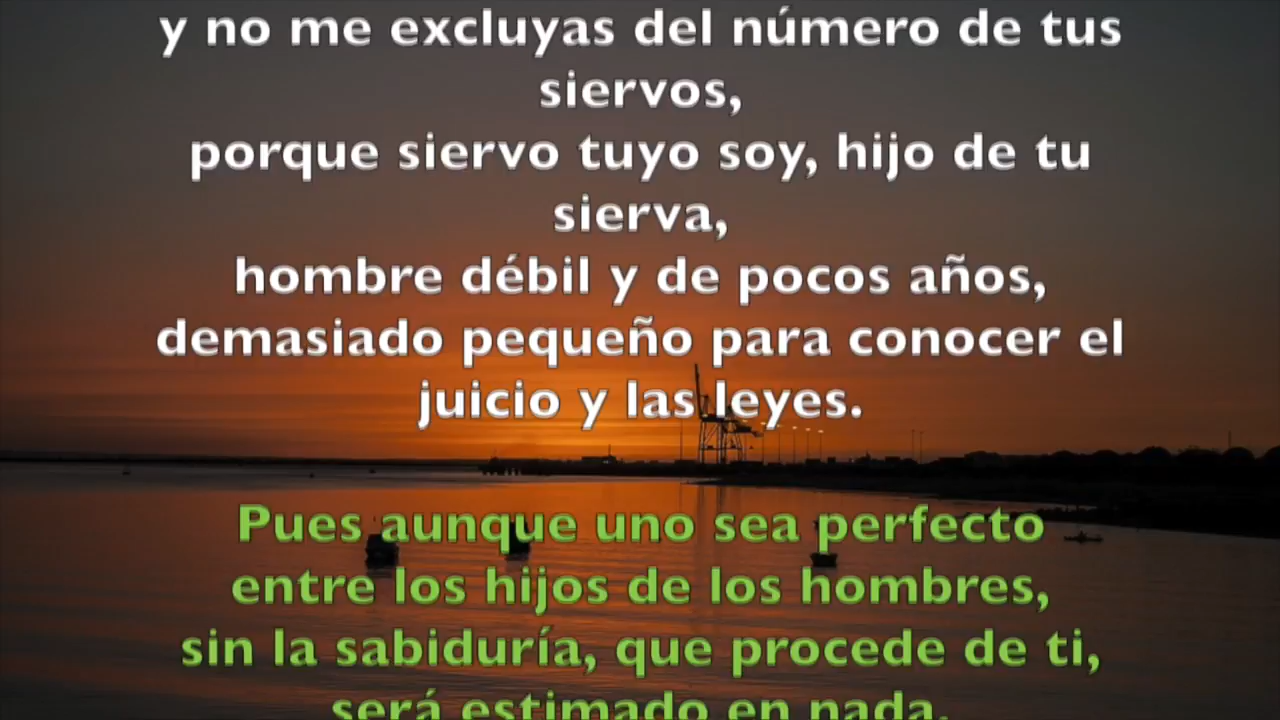 y no me excluyas del número de tus
siervos,
porque siervo tuyo soy, hijo de tu
sierva,
hombre débil y de pocos años,
demasiado pequeño para conocer el
juicio y las leyes.
Pues aunque uno sea perfecto
entre los hijos de los hombres,
sin la sabiduría, que procede de ti,
será estimado en nada.